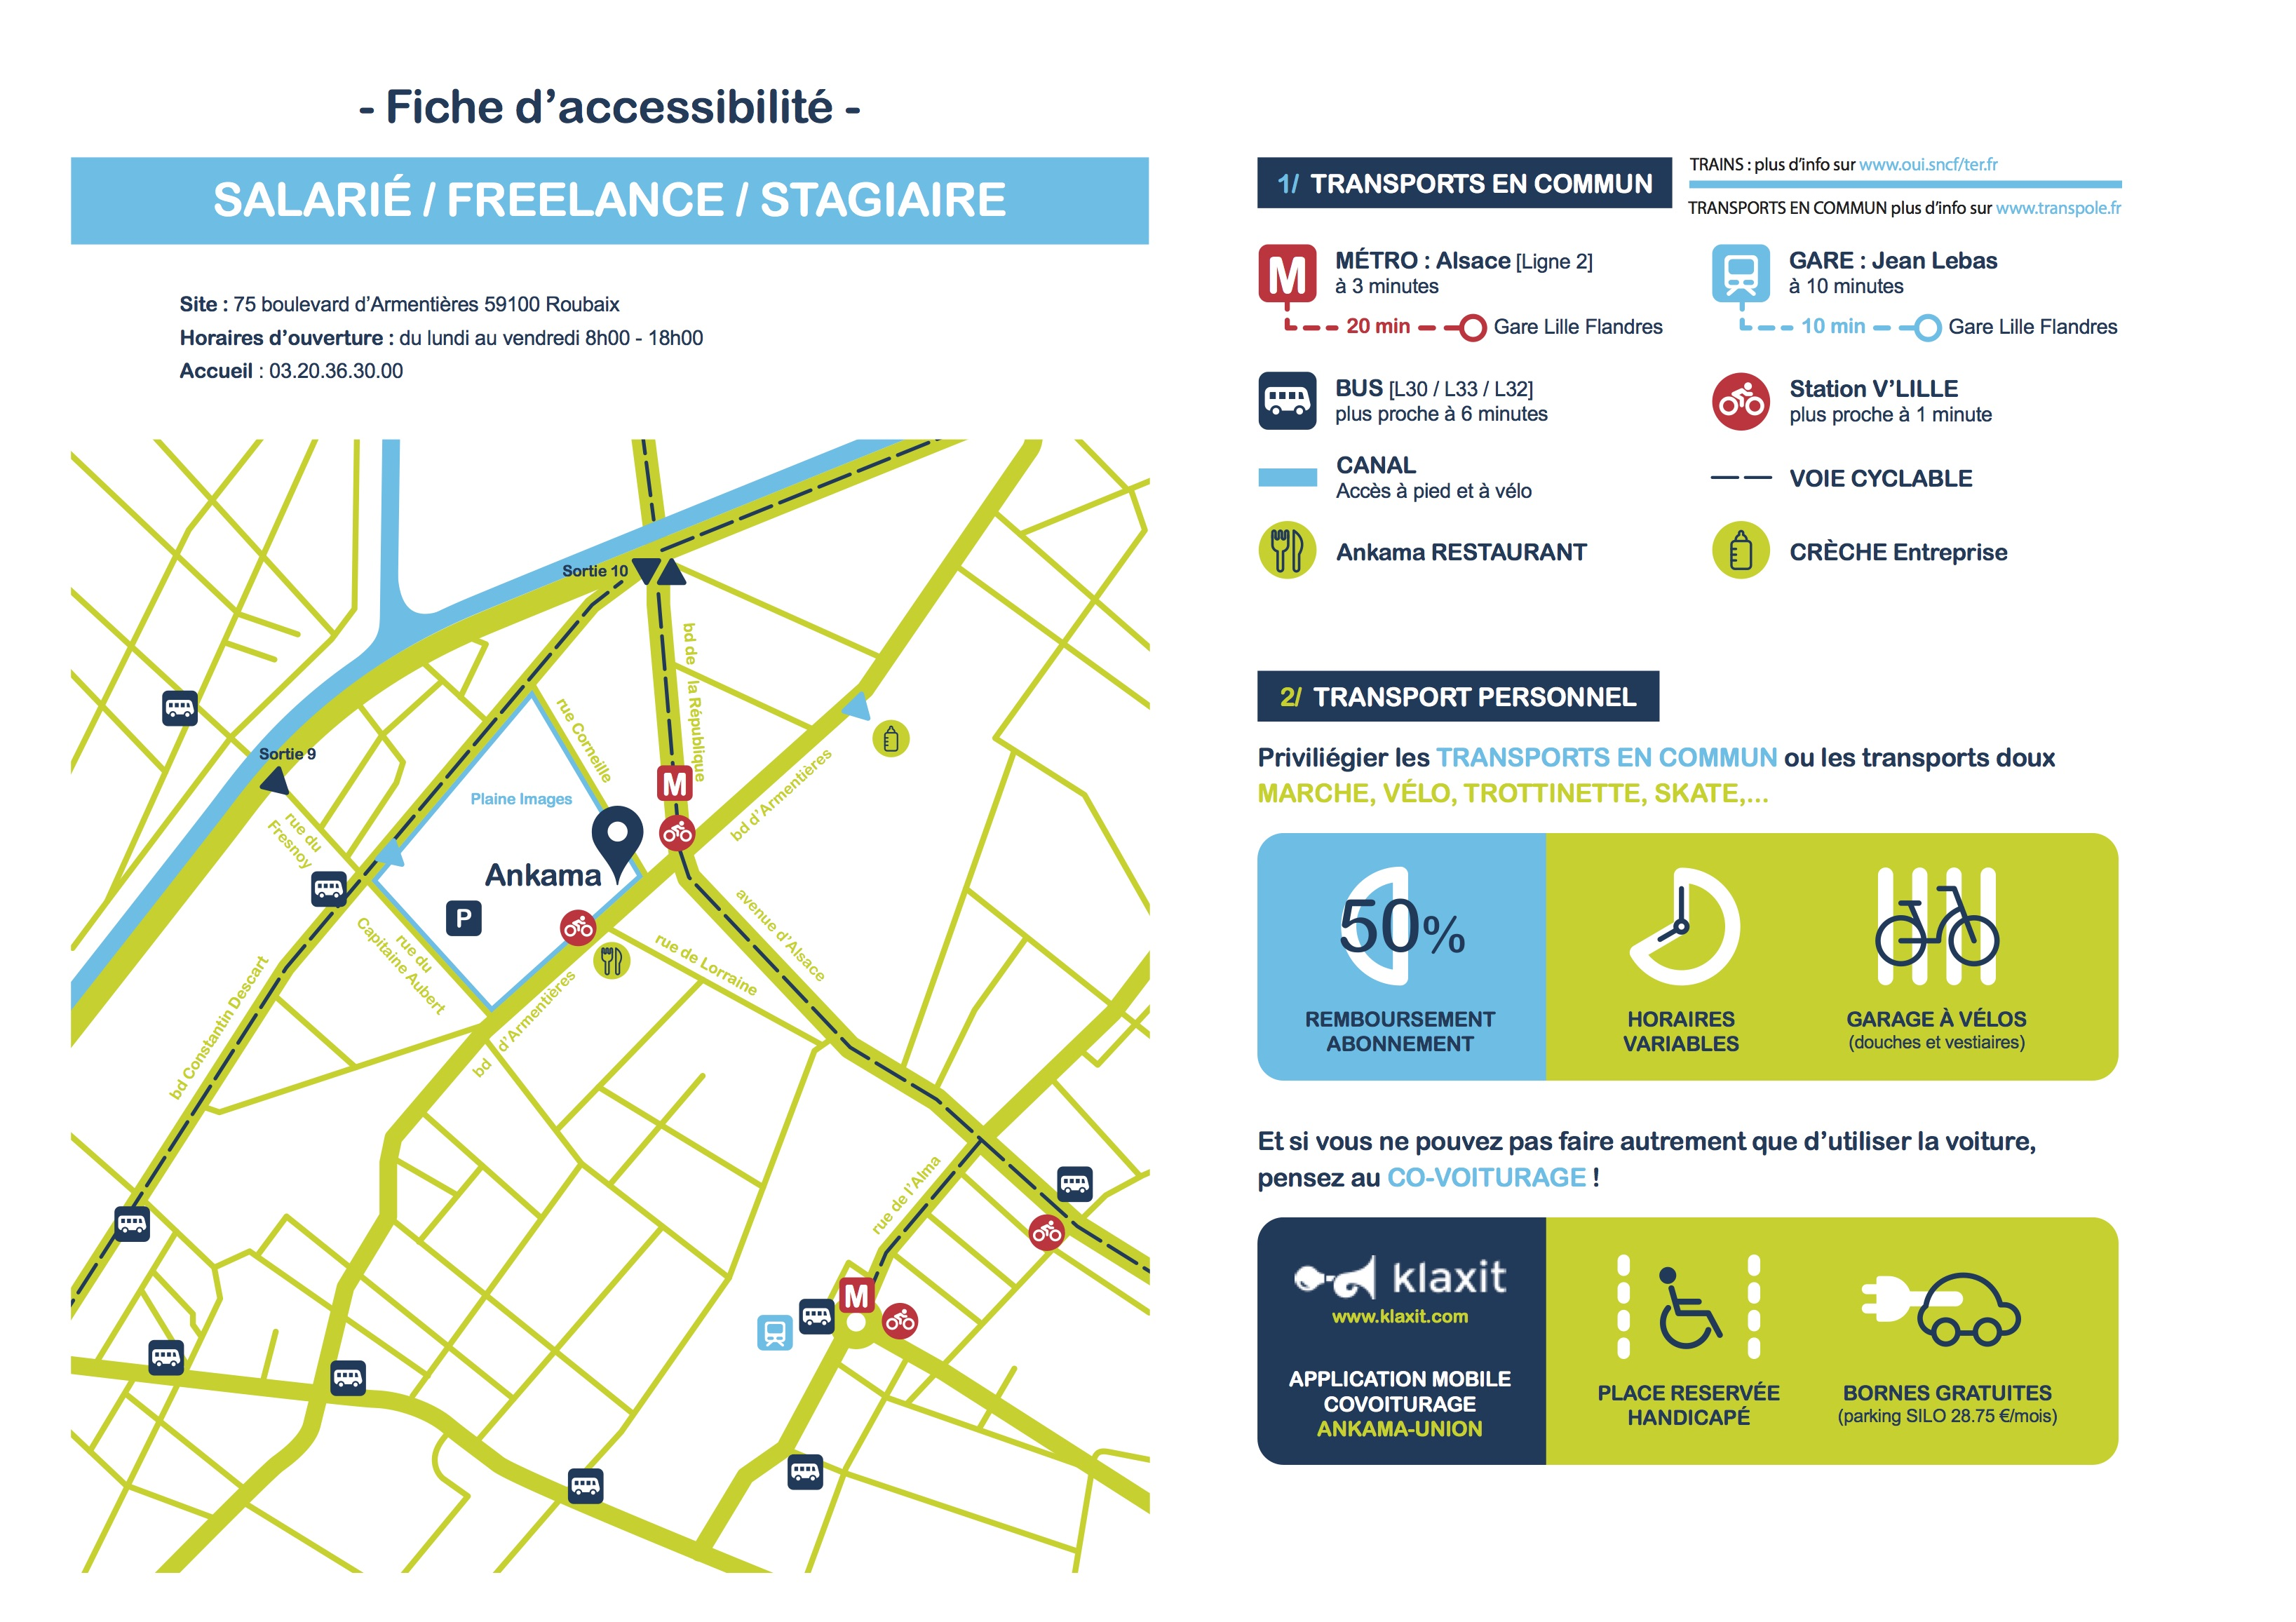 - Fiche d’accessibilité -
SALARIÉ / FREELANCE / STAGIAIRE
Site : 75 boulevard d’Armentières 59100 Roubaix
Horaires d’ouverture : du lundi au vendredi 8h00 - 18h00
Accueil : 03.20.36.30.00
Sortie 10
bd de la République
rue Corneille
Sortie 9
Plaine Images
M
bd d’Armentières
rue du
Fresnoy
Ankama
P
avenue d’Alsace
rue du
Capitaine Aubert
rue de Lorraine
bd Constantin Descart
bd d’Armentières
rue de l’Alma
M
1/ TRANSPORTS EN COMMUN
TRAINS : plus d’info sur www.oui.sncf/ter.fr
TRANSPORTS EN COMMUN plus d’info sur www.transpole.fr
M
MÉTRO : Alsace [Ligne 2]
à 3 minutes
20 min
Gare Lille Flandres
GARE : Jean Lebas
à 10 minutes
10 min
Gare Lille Flandres
BUS [L30 / L33 / L32]
plus proche à 6 minutes
Station V’LILLE
plus proche à 1 minute
CANAL
Accès à pied et à vélo
VOIE CYCLABLE
Ankama RESTAURANT
CRÈCHE Entreprise
2/ TRANSPORT PERSONNEL
Priviliégier les TRANSPORTS EN COMMUN ou les transports doux
MARCHE, VÉLO, TROTTINETTE, SKATE,...
50%
REMBOURSEMENT
ABONNEMENT
HORAIRES
VARIABLES
GARAGE À VÉLOS
(douches et vestiaires)
Et si vous ne pouvez pas faire autrement que d’utiliser la voiture,
pensez au CO-VOITURAGE !
klaxit
www.klaxit.com
APPLICATION MOBILE
COVOITURAGE
ANKAMA-UNION
PLACE RESERVÉE
HANDICAPÉ
BORNES GRATUITES
(parking SILO 28.75 €/mois)